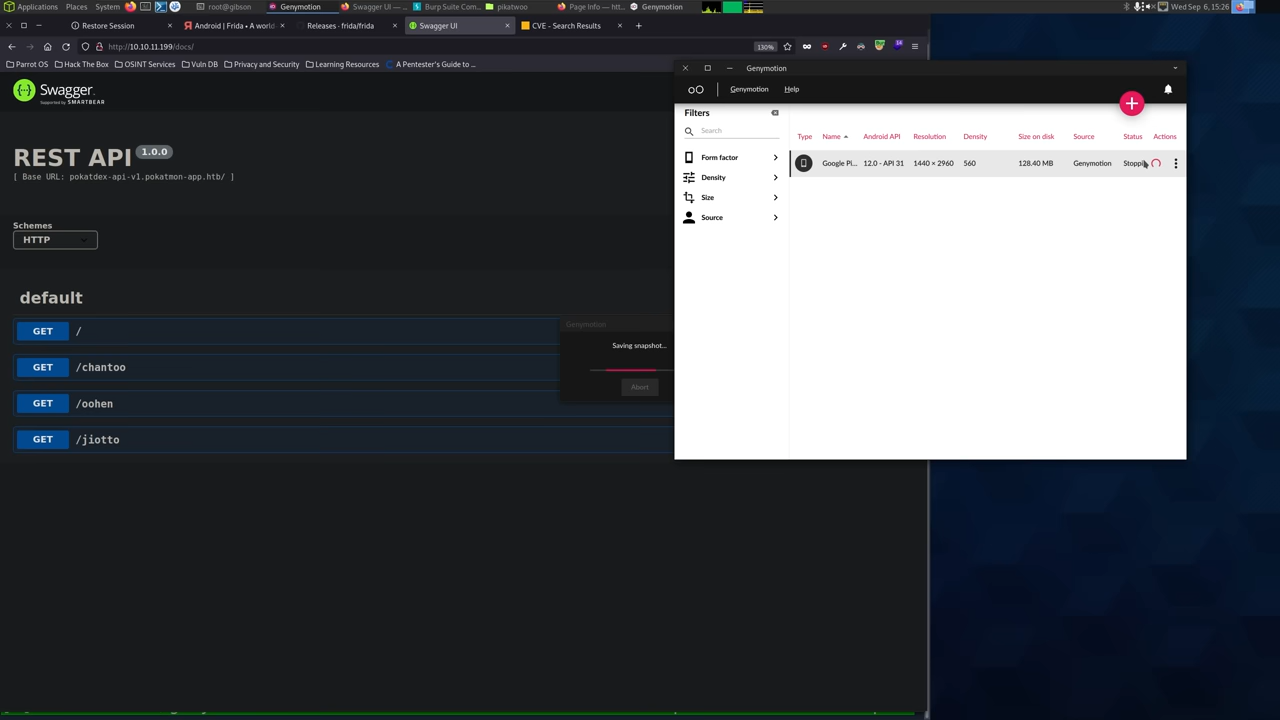 Applications Places System root@gibson Genymotion Swagger UI — ... Burp Suite Com... pikatwoo Page Info — htt... Genymotion Wed Sep 6, 15:26
Restore Session Android | Frida • A world Releases · frida/frida Swagger UI CVE - Search Results
http://10.10.11.199/docs/ 130%
Parrot OS Hack The Box OSINT Services Vuln DB Privacy and Security Learning Resources A Pentester's Guide to ...
Swagger.
Supported by SMARTBEAR
REST API 1.0.0
[ Base URL: pokatdex-api-v1.pokatmon-app.htb/ ]
Schemes
HTTP
default
GET /
GET /chantoo
GET /oohen
GET /jiotto
Genymotion
Saving snapshot...
Abort
Genymotion
Genymotion Help
Filters
Search
Form factor
Density
Size
Source
Type Name Android API Resolution Density Size on disk Source Status Actions
Google Pi... 12.0 - API 31 1440 × 2960 560 128.40 MB Genymotion